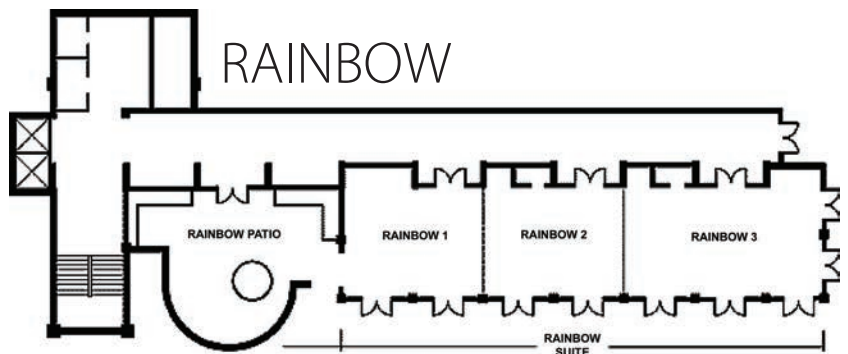 RAINBOW
RAINBOW PATIO
RAINBOW 1
RAINBOW 2
RAINBOW 3
RAINBOW
SUITE